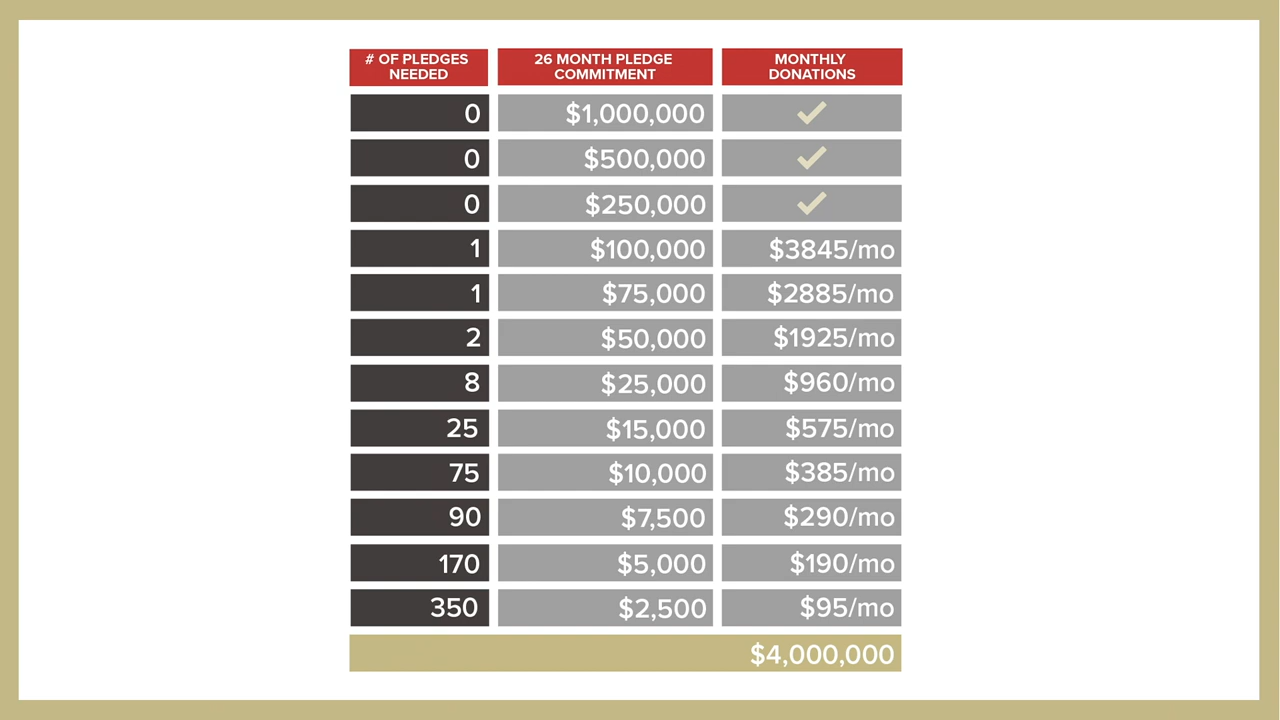 # OF PLEDGES NEEDED 26 MONTH PLEDGE COMMITMENT MONTHLY DONATIONS
0 $1,000,000 ✓
0 $500,000 ✓
0 $250,000 ✓
1 $100,000 $3845/mo
1 $75,000 $2885/mo
2 $50,000 $1925/mo
8 $25,000 $960/mo
25 $15,000 $575/mo
75 $10,000 $385/mo
90 $7,500 $290/mo
170 $5,000 $190/mo
350 $2,500 $95/mo
$4,000,000